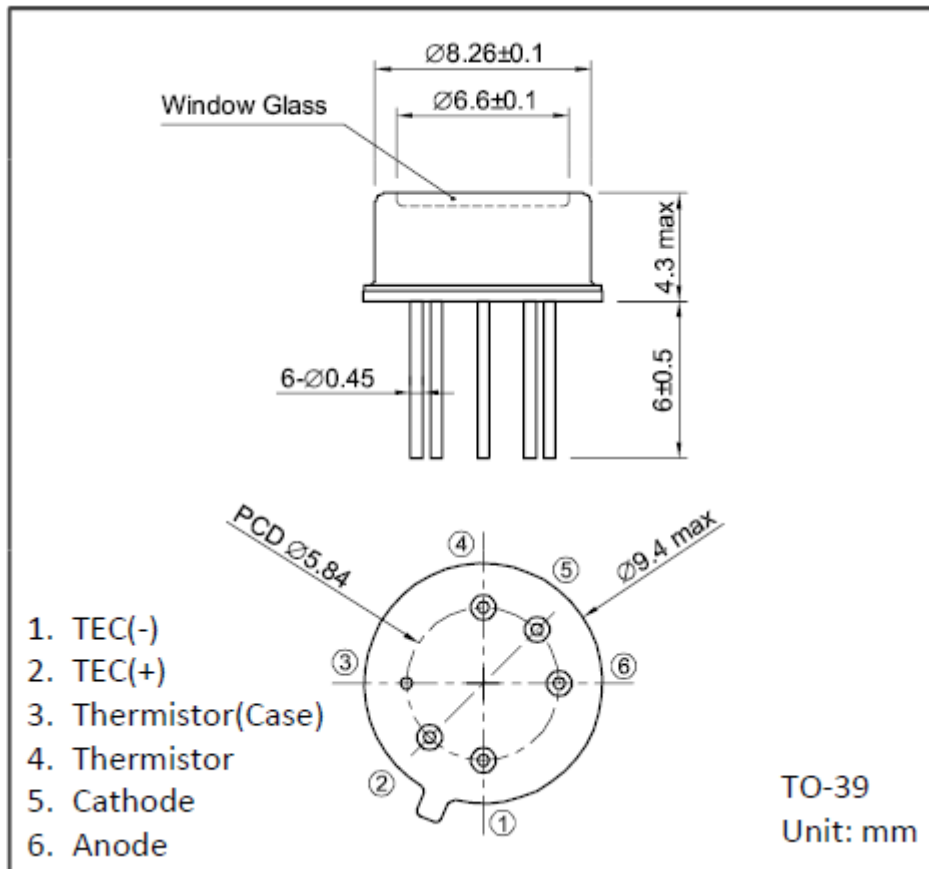 Ø8.26±0.1
Window Glass
Ø6.6±0.1
4.3 max
6-Ø0.45
6±0.5
PCD Ø5.84
Ø9.4 max
④
⑤
③
⑥
②
①
1. TEC(-)
2. TEC(+)
3. Thermistor(Case)
4. Thermistor
5. Cathode
6. Anode
TO-39
Unit: mm